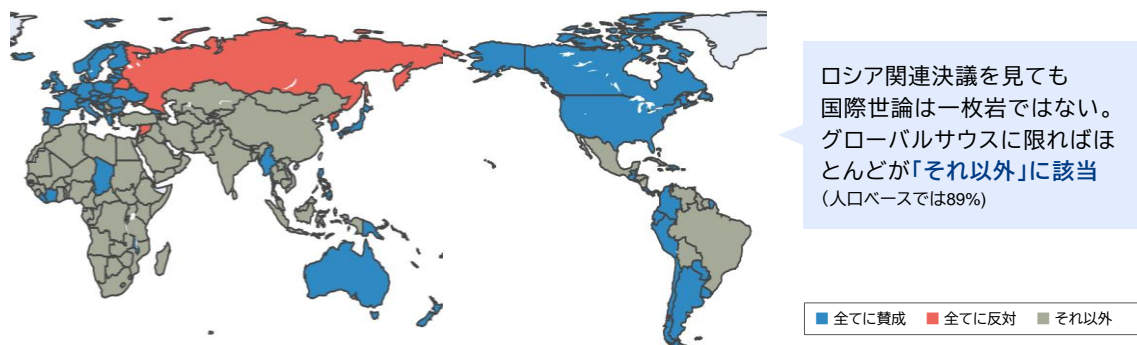 ロシア関連決議を見ても
国際世論は一枚岩ではない。
グローバルサウスに限ればほ
とんどが「それ以外」に該当
（人口ベースでは89%)
全てに賛成 全てに反対 それ以外